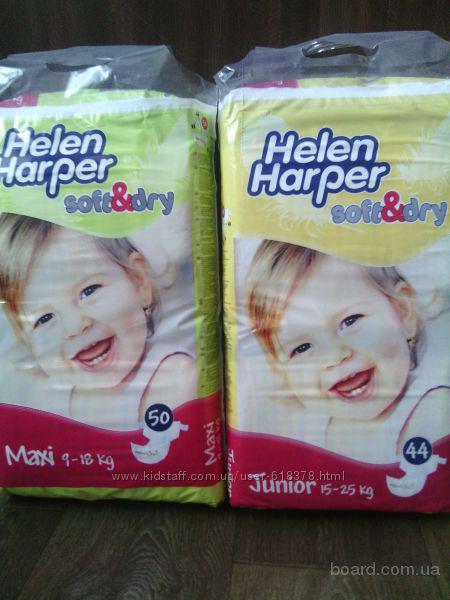 Helen
Harper
soft&dry
50
Maxi 9-18 kg
Maxi
Helen
Harper
soft&dry
44
Junior 15-25 kg
www.kidstaff.com.ua/user-618378.html
board.com.ua